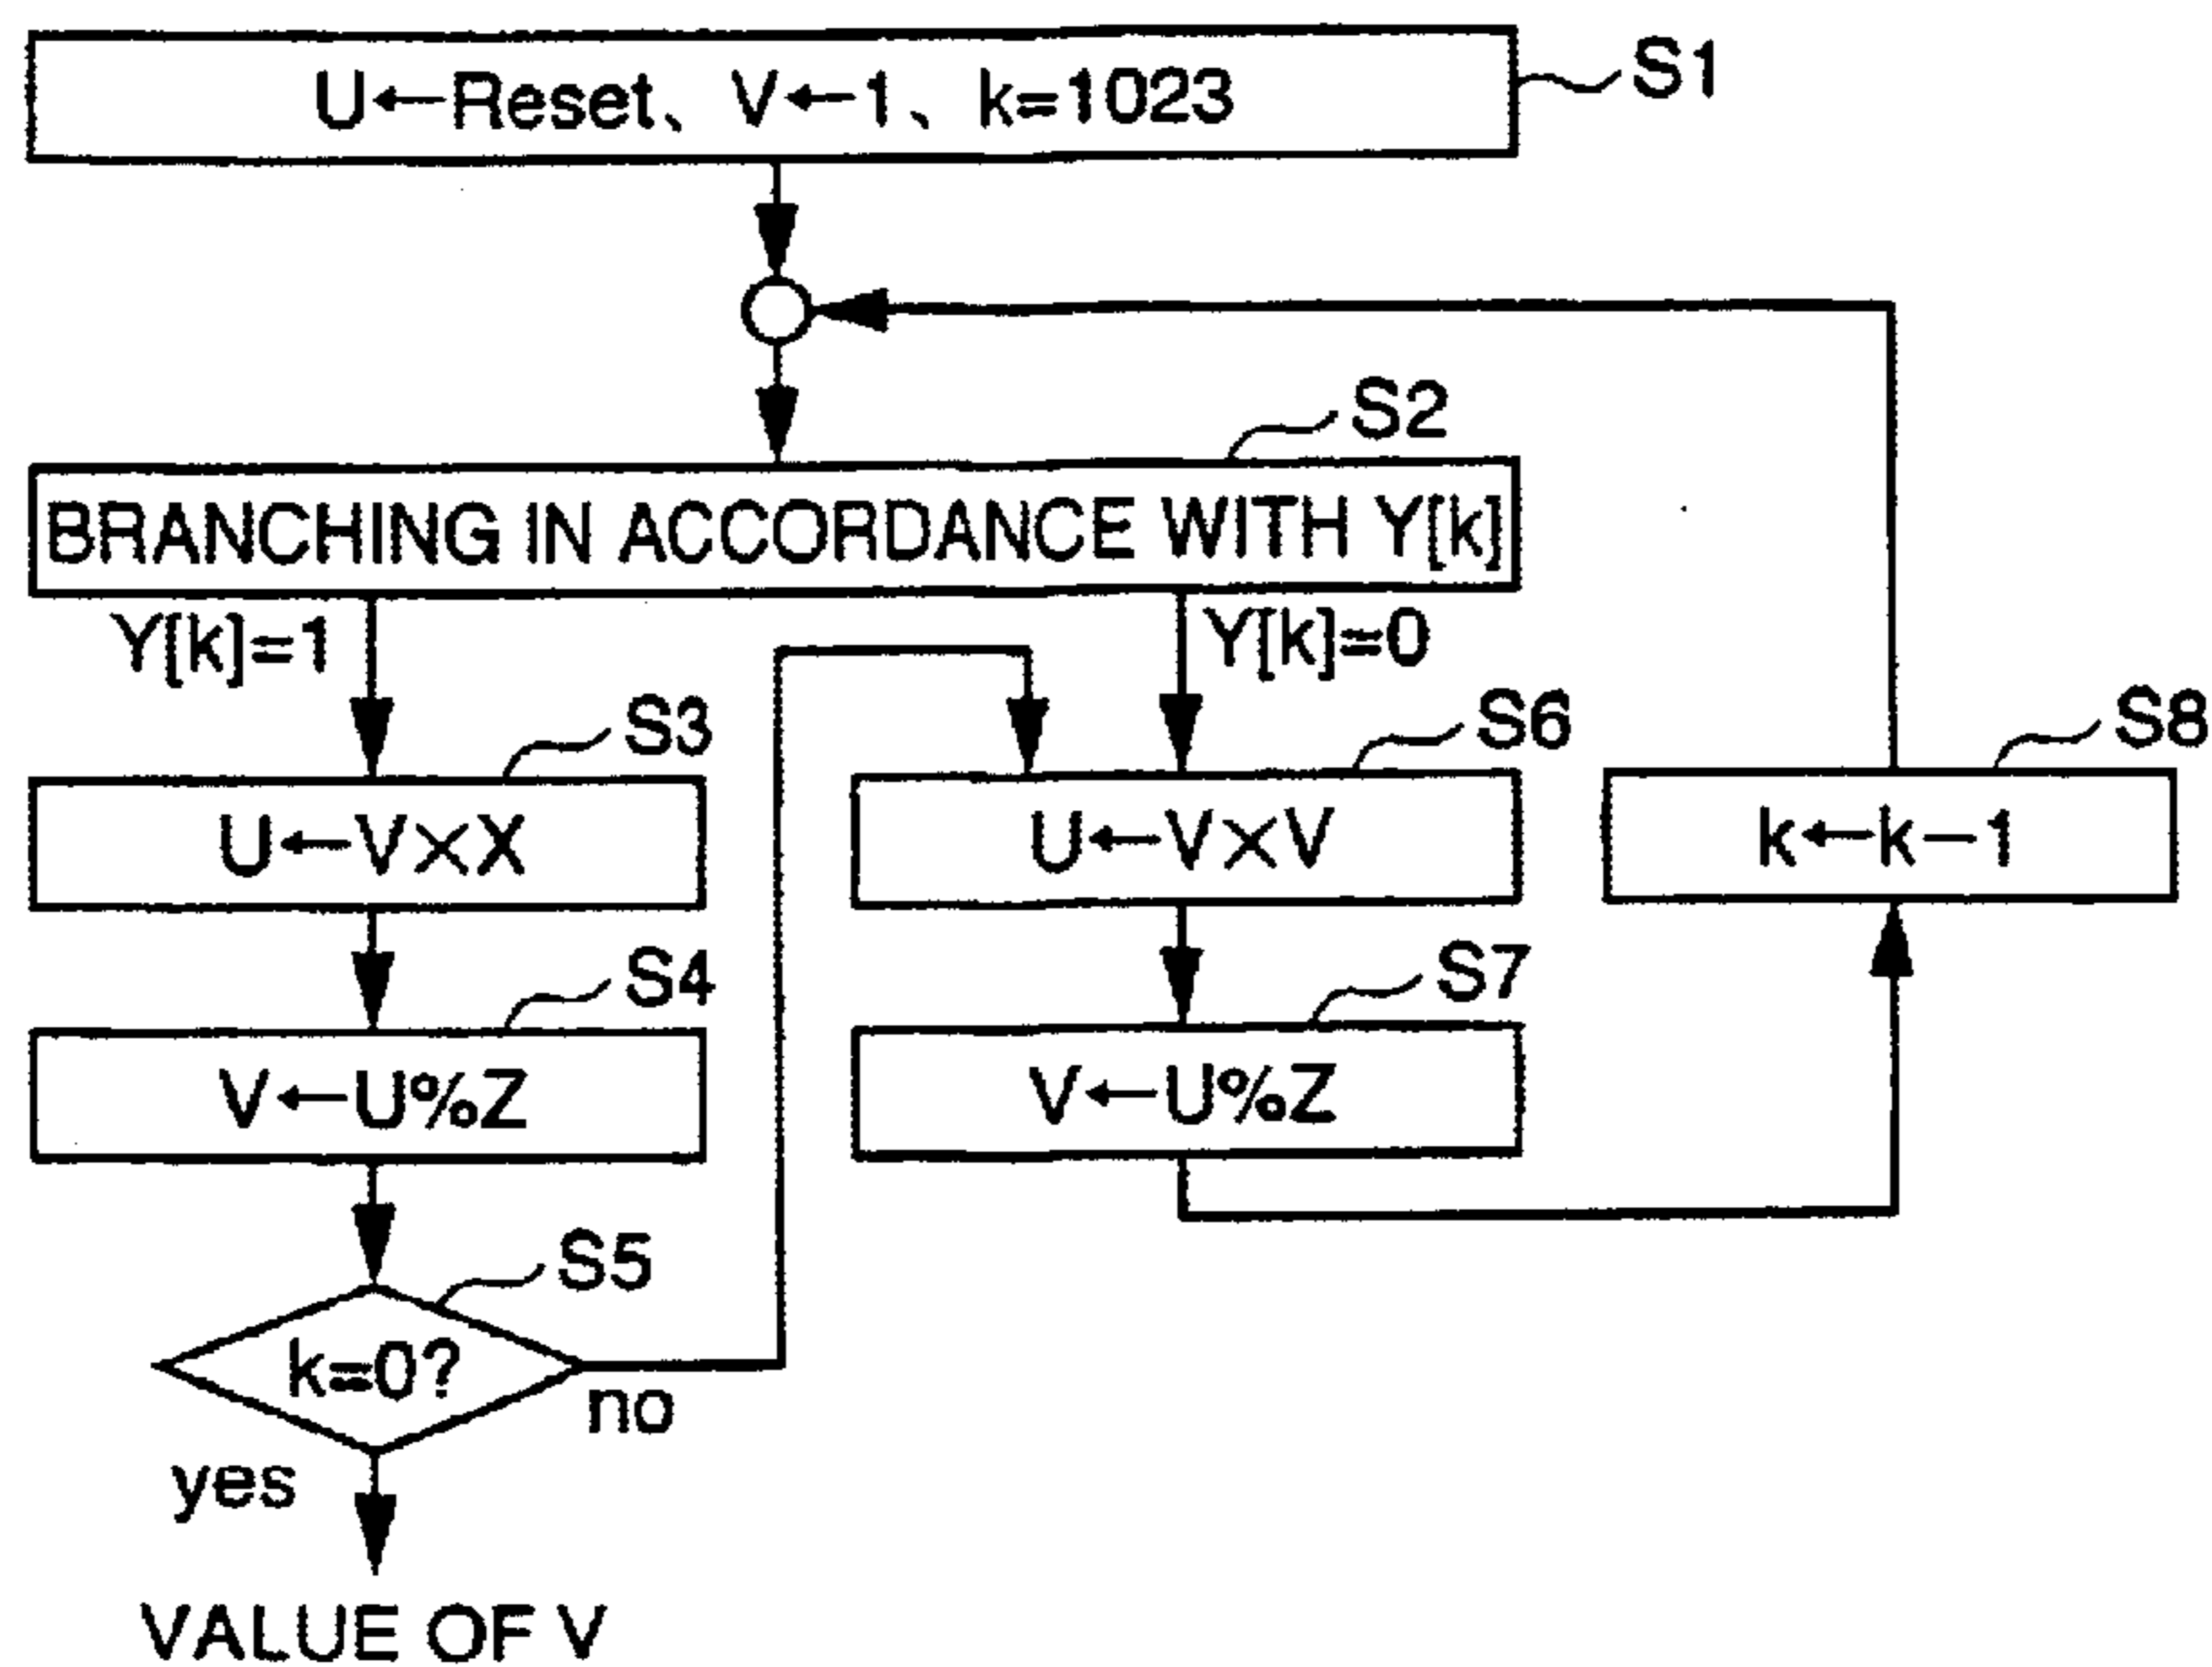 U←Reset、V←1、k=1023
S1
S2
BRANCHING IN ACCORDANCE WITH Y[k]
Y[k]=1
Y[k]=0
S3
S6
S8
U←V×X
U←V×V
k←k−1
S4
S7
V←U%Z
V←U%Z
S5
k=0?
no
yes
VALUE OF V